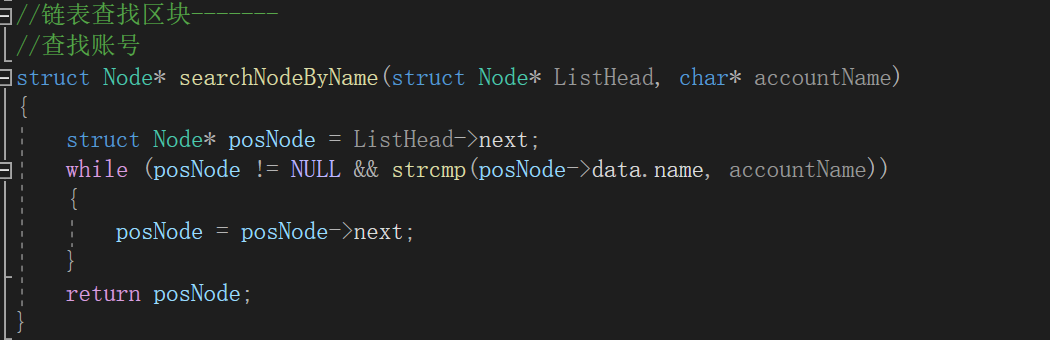 //链表查找区块-------
//查找账号
struct Node* searchNodeByName(struct Node* ListHead, char* accountName)
{
struct Node* posNode = ListHead->next;
while (posNode != NULL && strcmp(posNode->data.name, accountName))
{
posNode = posNode->next;
}
return posNode;
}